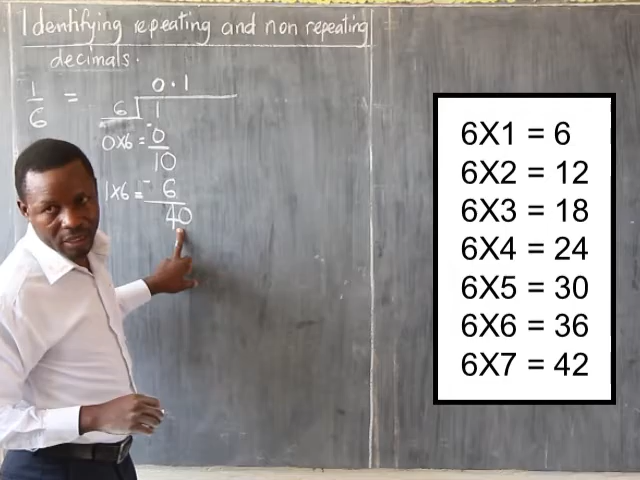 Identifying repeating and non repeating
decimals.
0.1
1/6 = 6 1
0x6 = - 0
10
1x6 = - 6
40
6X1 = 6
6X2 = 12
6X3 = 18
6X4 = 24
6X5 = 30
6X6 = 36
6X7 = 42